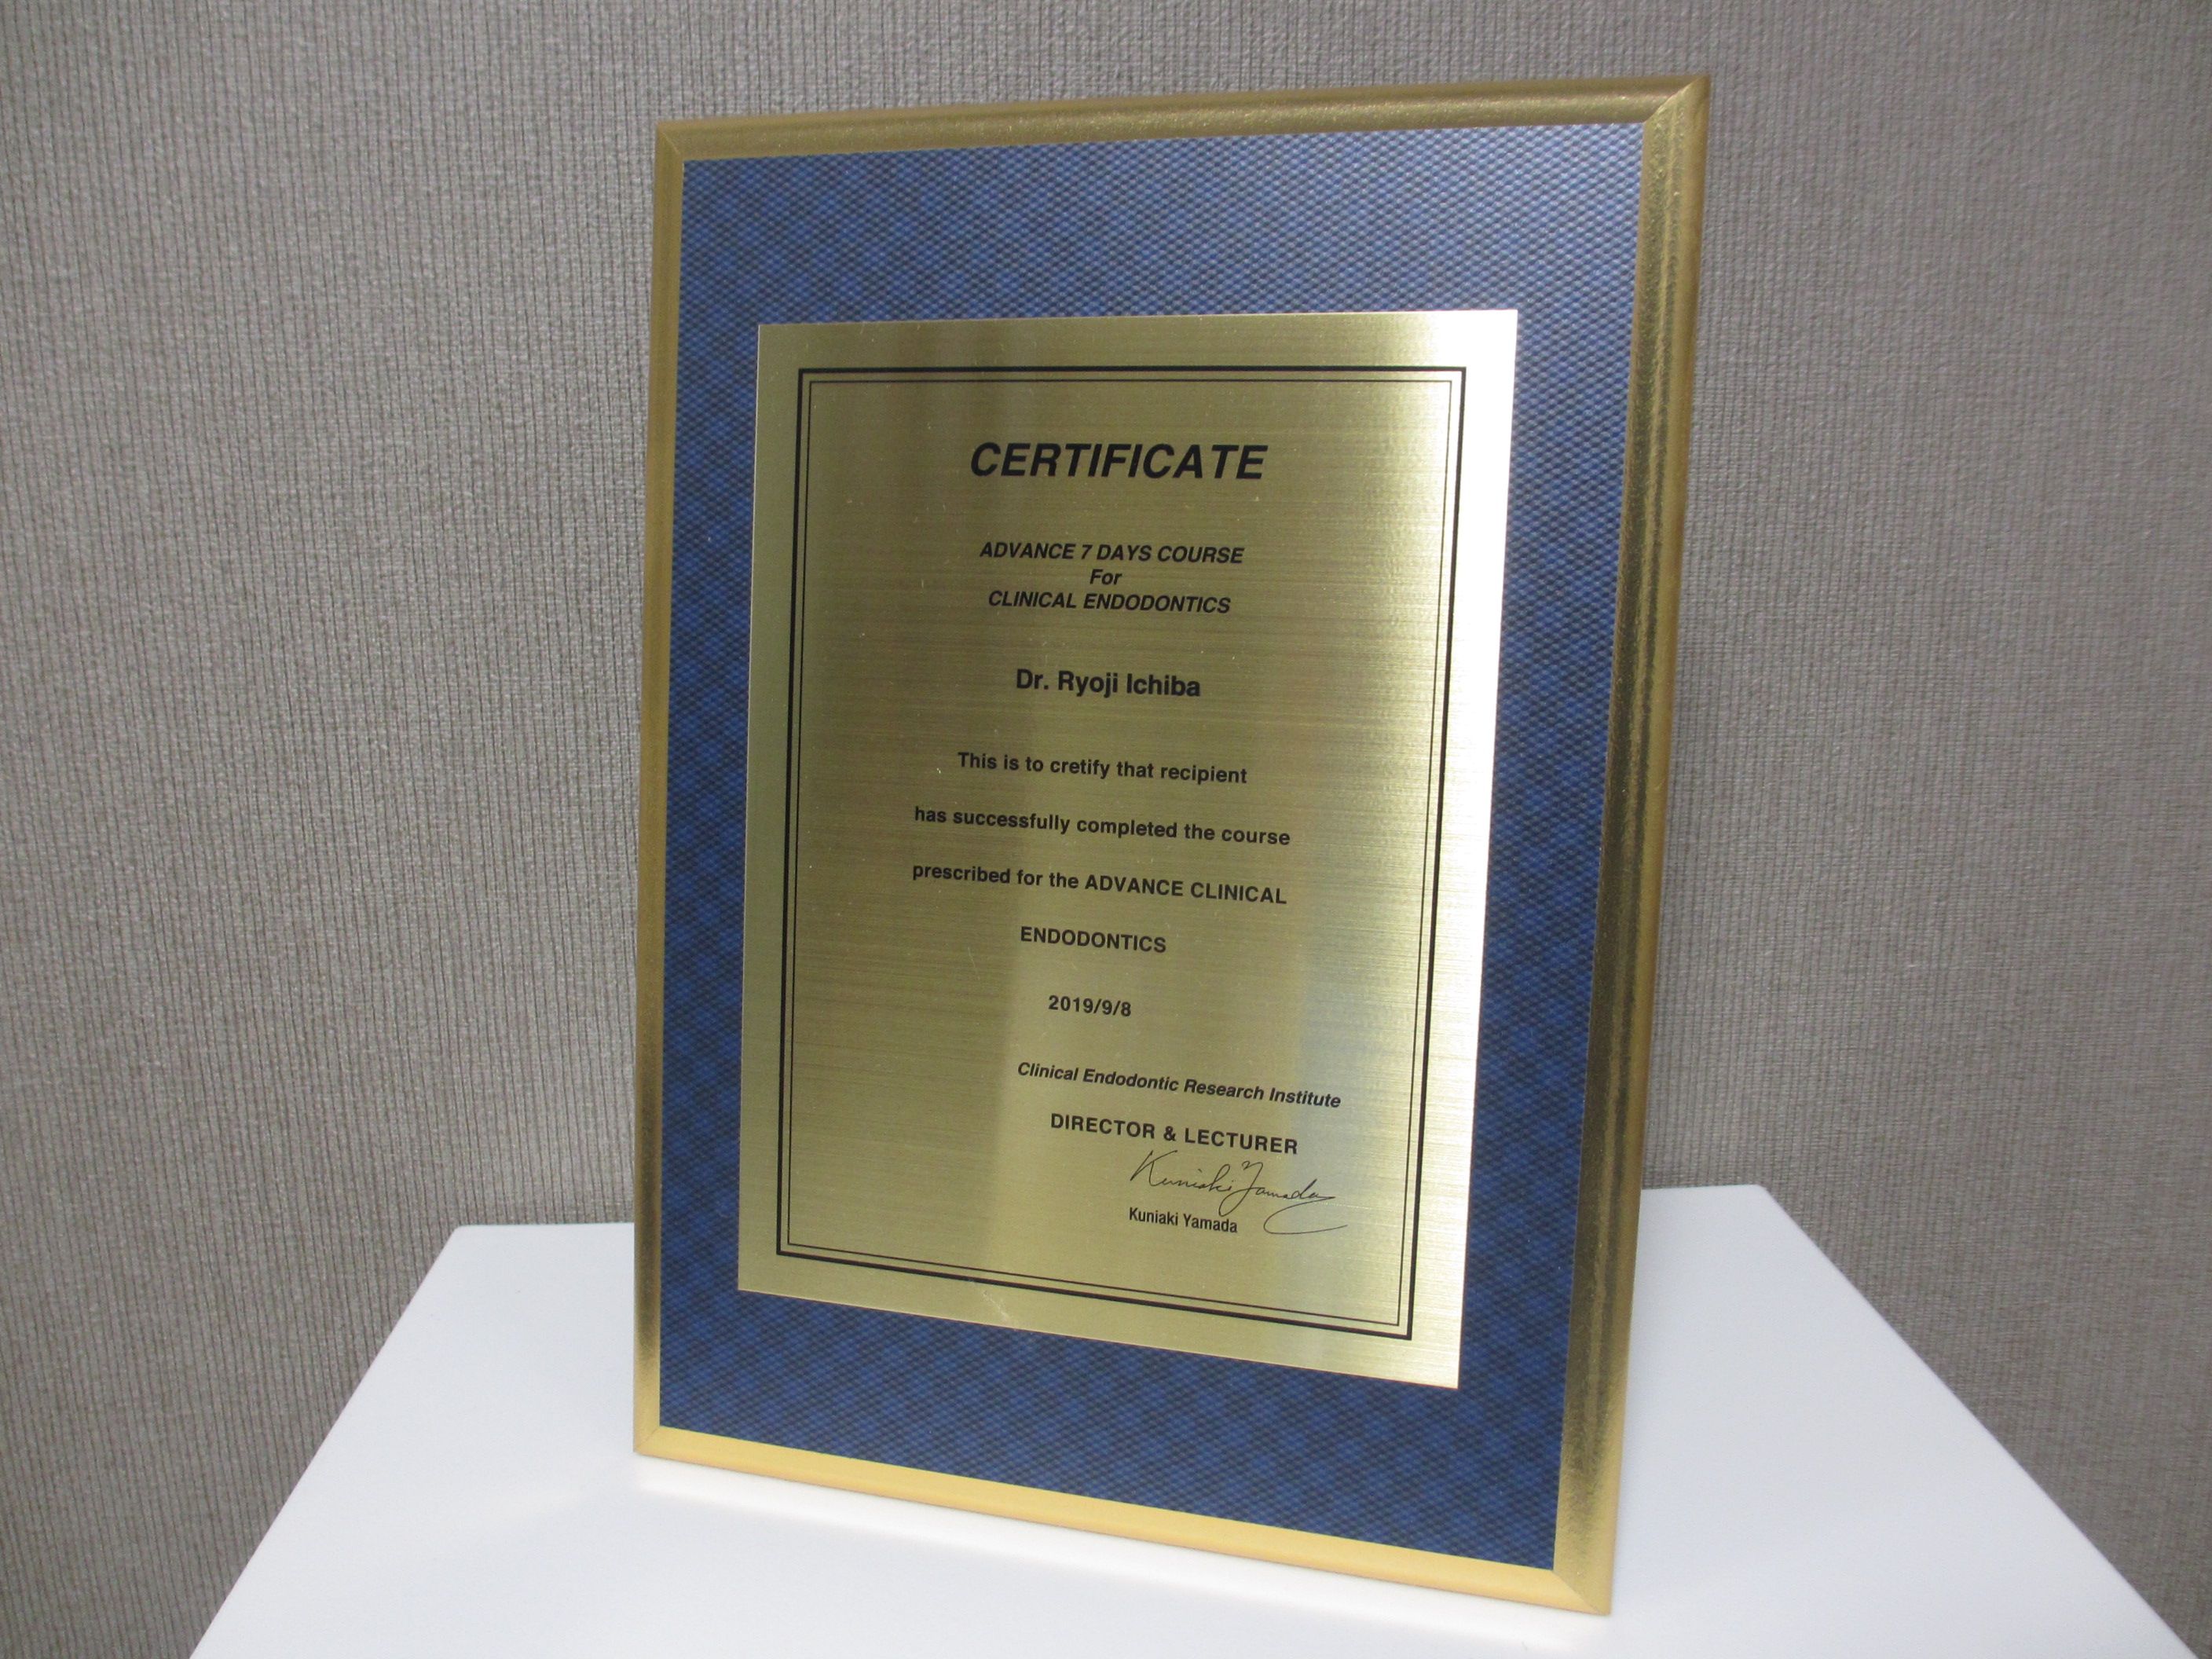 CERTIFICATE
ADVANCE 7 DAYS COURSE
For
CLINICAL ENDODONTICS
Dr. Ryoji Ichiba
This is to cretify that recipient
has successfully completed the course
prescribed for the ADVANCE CLINICAL
ENDODONTICS
2019/9/8
Clinical Endodontic Research Institute
DIRECTOR & LECTURER
Kuniaki Yamada
Kuniaki Yamada